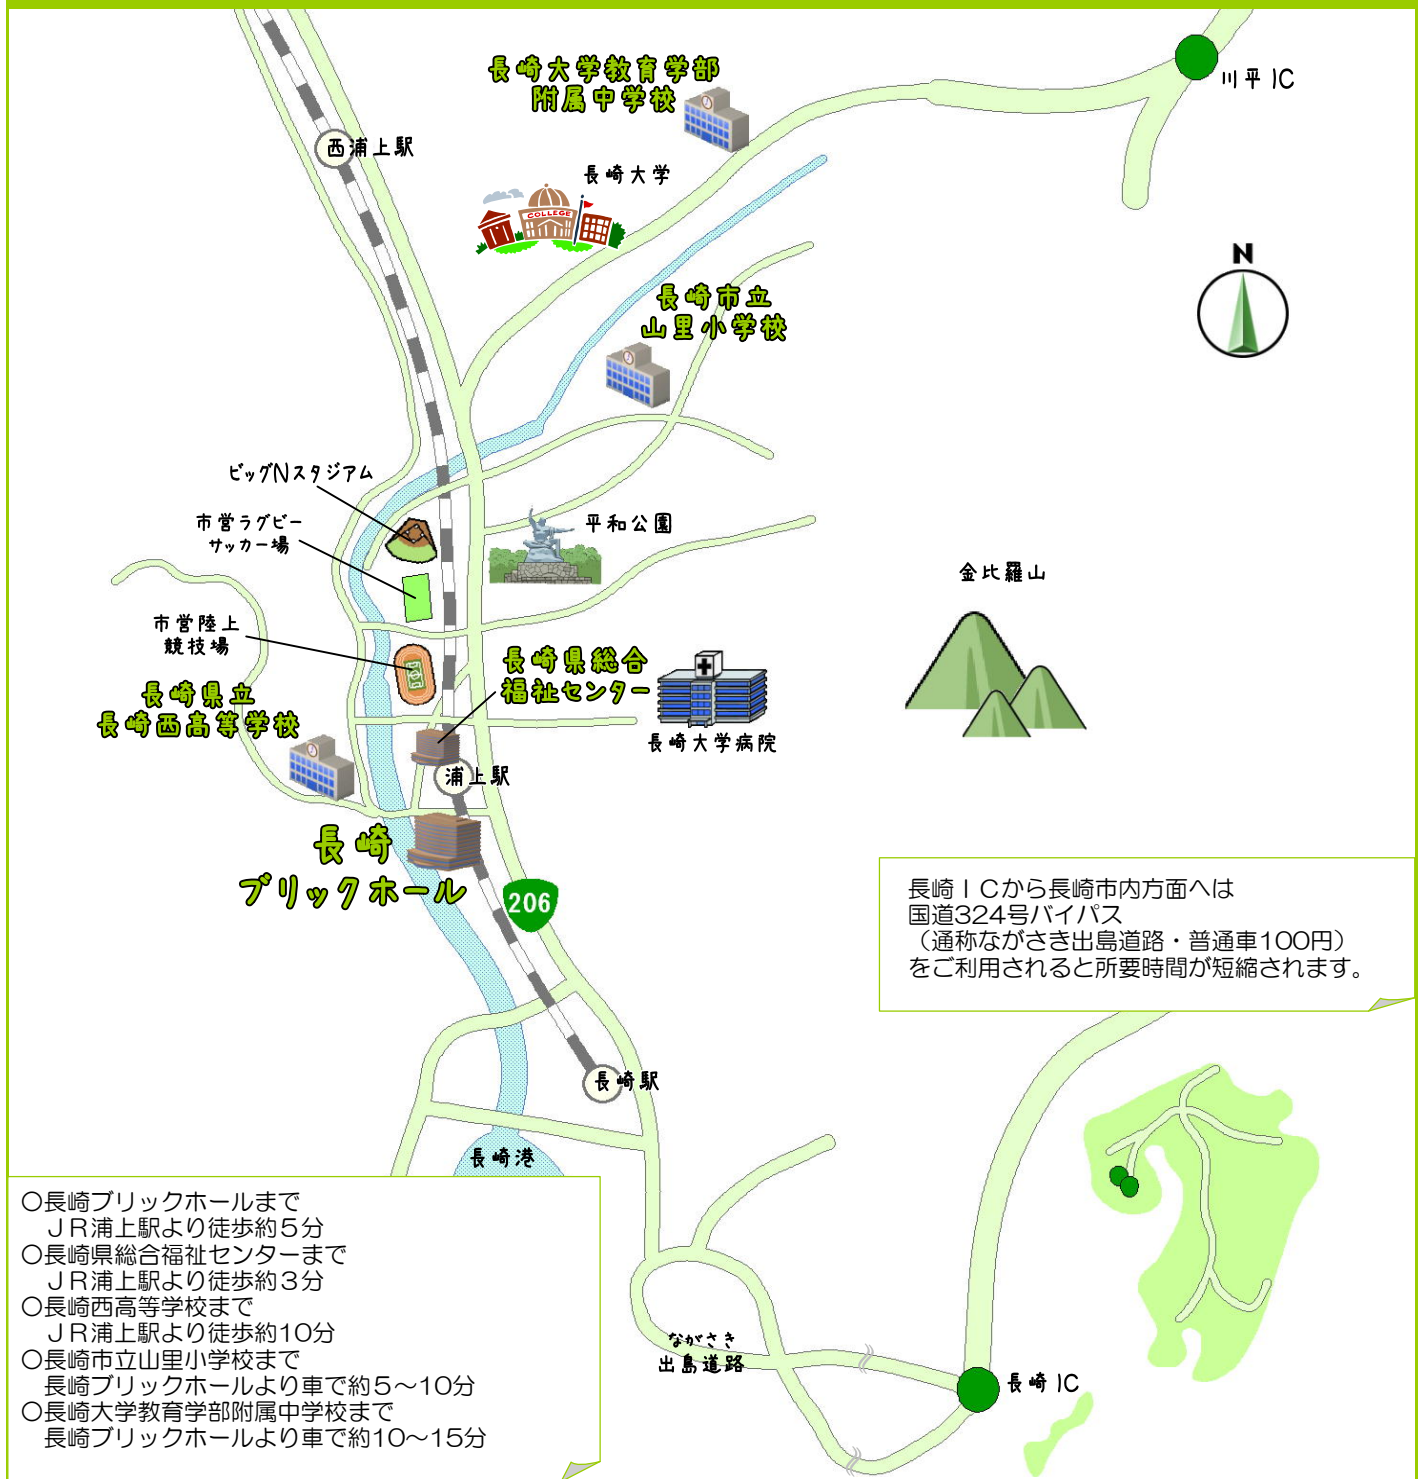 川平IC
長崎大学教育学部
附属中学校
西浦上駅
長崎大学
COLLEGE
N
長崎市立
山里小学校
ビッグNスタジアム
市営ラグビー
サッカー場
平和公園
金比羅山
市営陸上
競技場
長崎県総合
福祉センター
長崎県立
長崎西高等学校
長崎大学病院
浦上駅
長崎
ブリックホール
206
長崎ＩＣから長崎市内方面へは
国道324号バイパス
（通称ながさき出島道路・普通車100円）
をご利用されると所要時間が短縮されます。
長崎駅
長崎港
○長崎ブリックホールまで
ＪＲ浦上駅より徒歩約５分
○長崎県総合福祉センターまで
ＪＲ浦上駅より徒歩約３分
○長崎西高等学校まで
ＪＲ浦上駅より徒歩約10分
○長崎市立山里小学校まで
長崎ブリックホールより車で約５～10分
○長崎大学教育学部附属中学校まで
長崎ブリックホールより車で約10～15分
ながさき
出島道路
長崎IC